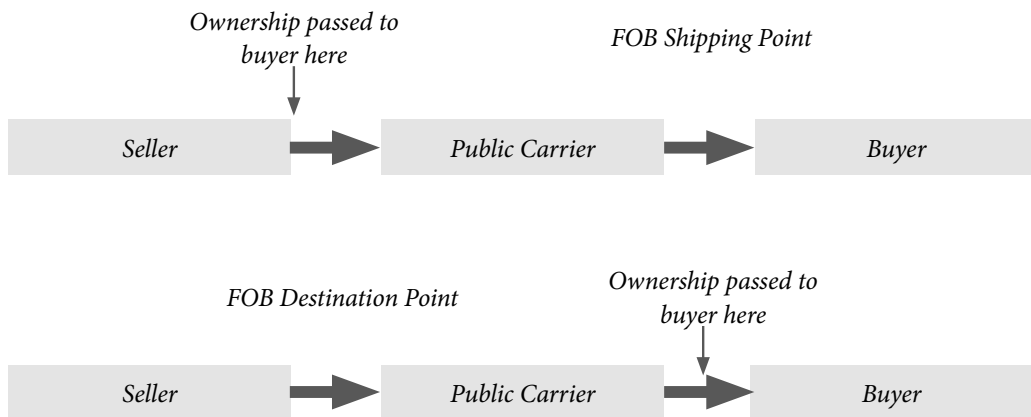 Ownership passed to
buyer here
FOB Shipping Point
Seller
Public Carrier
Buyer
FOB Destination Point
Ownership passed to
buyer here
Seller
Public Carrier
Buyer